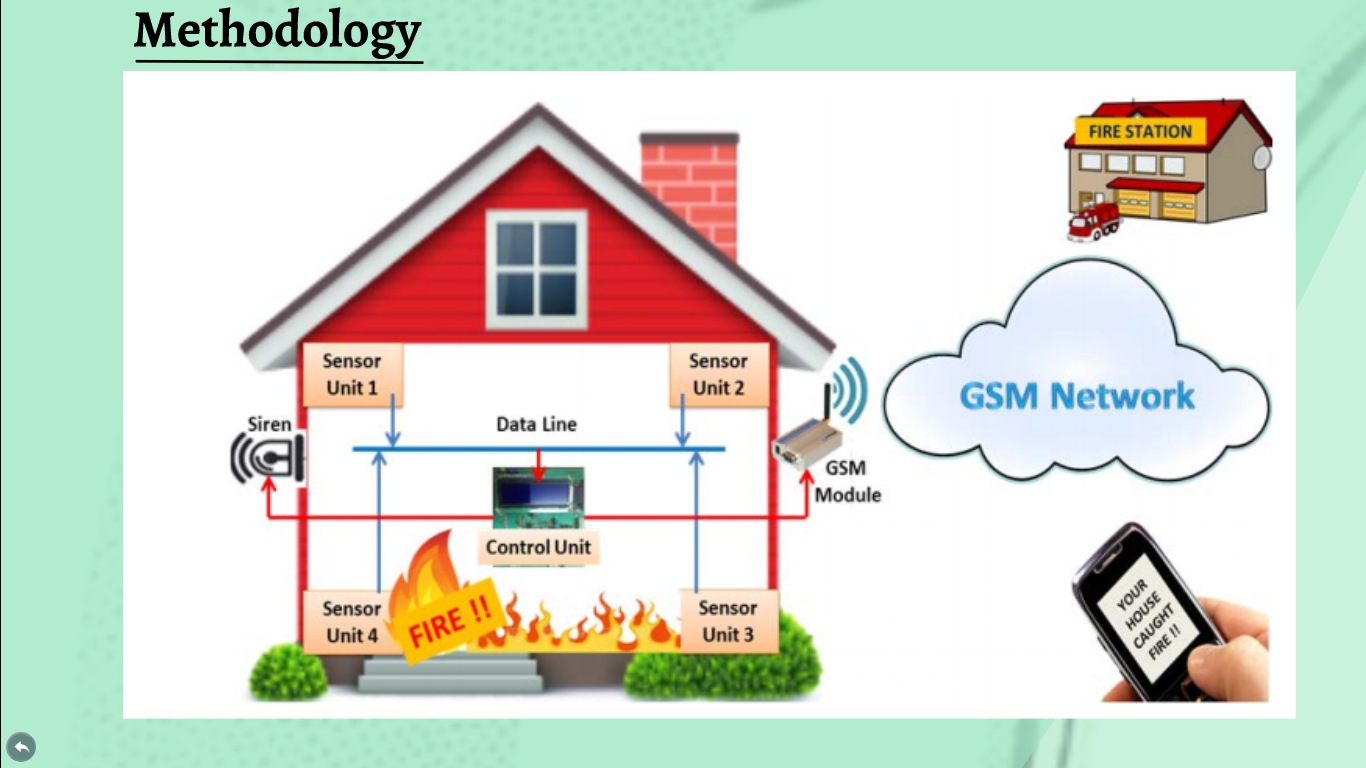 Methodology
FIRE STATION
Sensor
Unit 1
Sensor
Unit 2
Siren
Data Line
GSM Network
GSM
Module
Control Unit
Sensor
Unit 4
FIRE !!
Sensor
Unit 3
YOUR
HOUSE
CAUGHT
FIRE !!